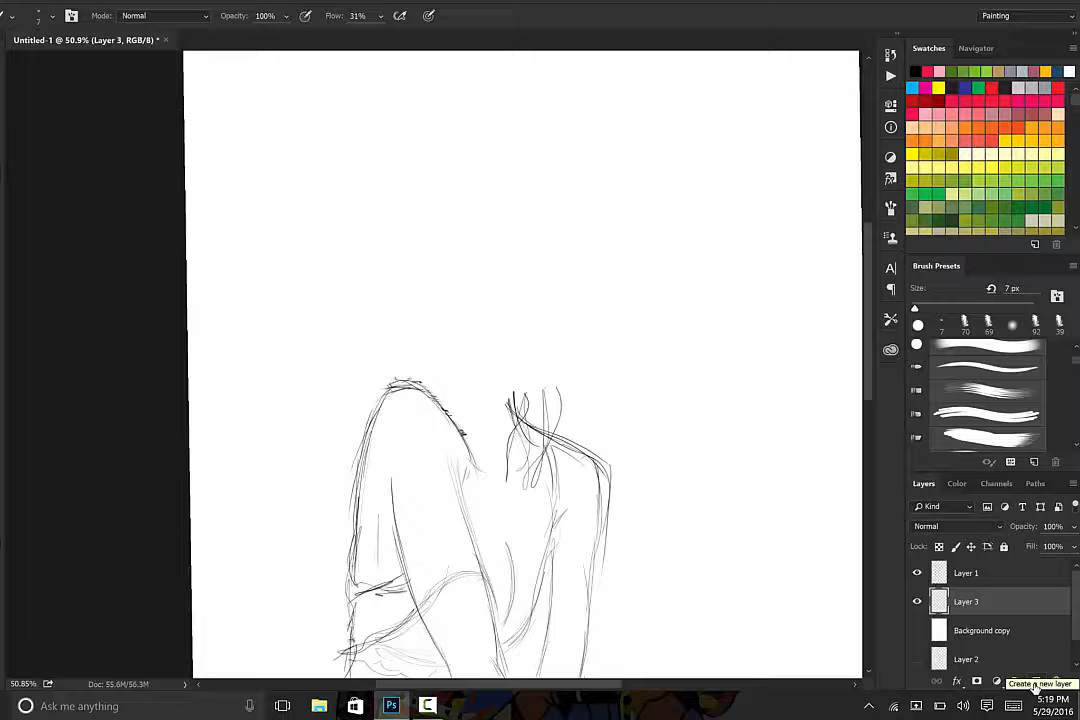 7
Mode: Normal
Opacity: 100%
Flow: 31%
Painting
Untitled-1 @ 50.9% (Layer 3, RGB/8) * ×
Swatches Navigator
Brush Presets
Size: 7 px
7 70 69 92 39
Layers Color Channels Paths
Kind
Normal Opacity: 100%
Lock: Fill: 100%
Layer 1
Layer 3
Background copy
Layer 2
fx
Create a new layer
50.85% Doc: 55.6M/56.3M
Ask me anything
Ps
C
5:19 PM
5/29/2016